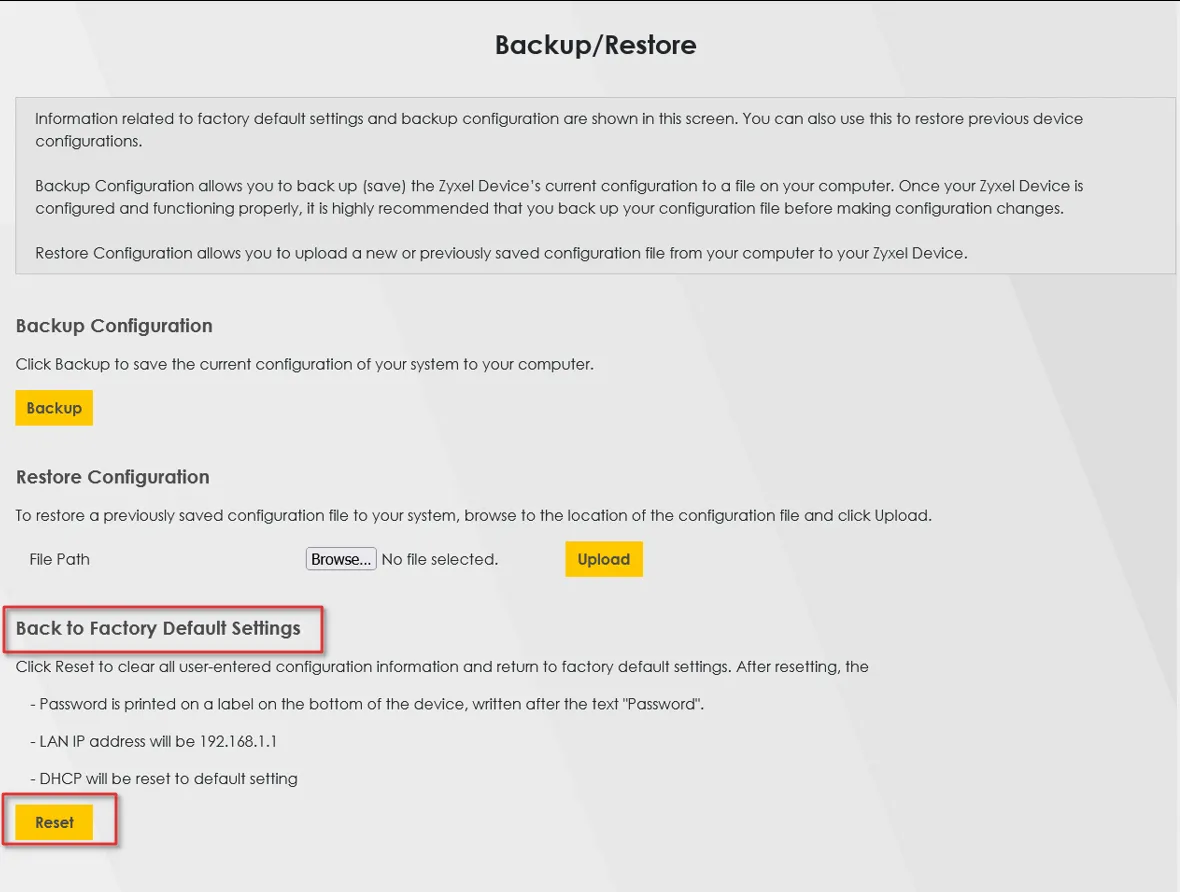 Backup/Restore
Information related to factory default settings and backup configuration are shown in this screen. You can also use this to restore previous device
configurations.
Backup Configuration allows you to back up (save) the Zyxel Device’s current configuration to a file on your computer. Once your Zyxel Device is
configured and functioning properly, it is highly recommended that you back up your configuration file before making configuration changes.
Restore Configuration allows you to upload a new or previously saved configuration file from your computer to your Zyxel Device.
Backup Configuration
Click Backup to save the current configuration of your system to your computer.
Backup
Restore Configuration
To restore a previously saved configuration file to your system, browse to the location of the configuration file and click Upload.
File Path Browse... No file selected. Upload
Back to Factory Default Settings
Click Reset to clear all user-entered configuration information and return to factory default settings. After resetting, the
- Password is printed on a label on the bottom of the device, written after the text "Password".
- LAN IP address will be 192.168.1.1
- DHCP will be reset to default setting
Reset